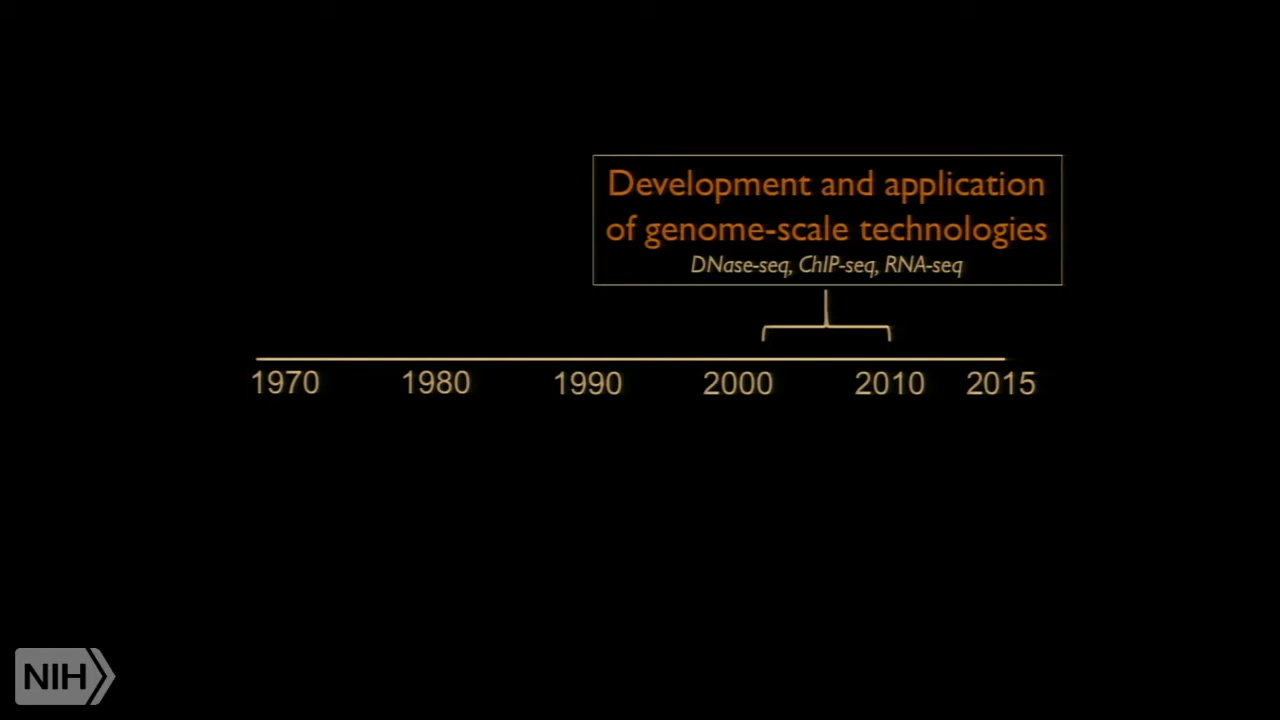 Development and application
of genome-scale technologies
DNase-seq, ChIP-seq, RNA-seq
1970 1980 1990 2000 2010 2015
NIH